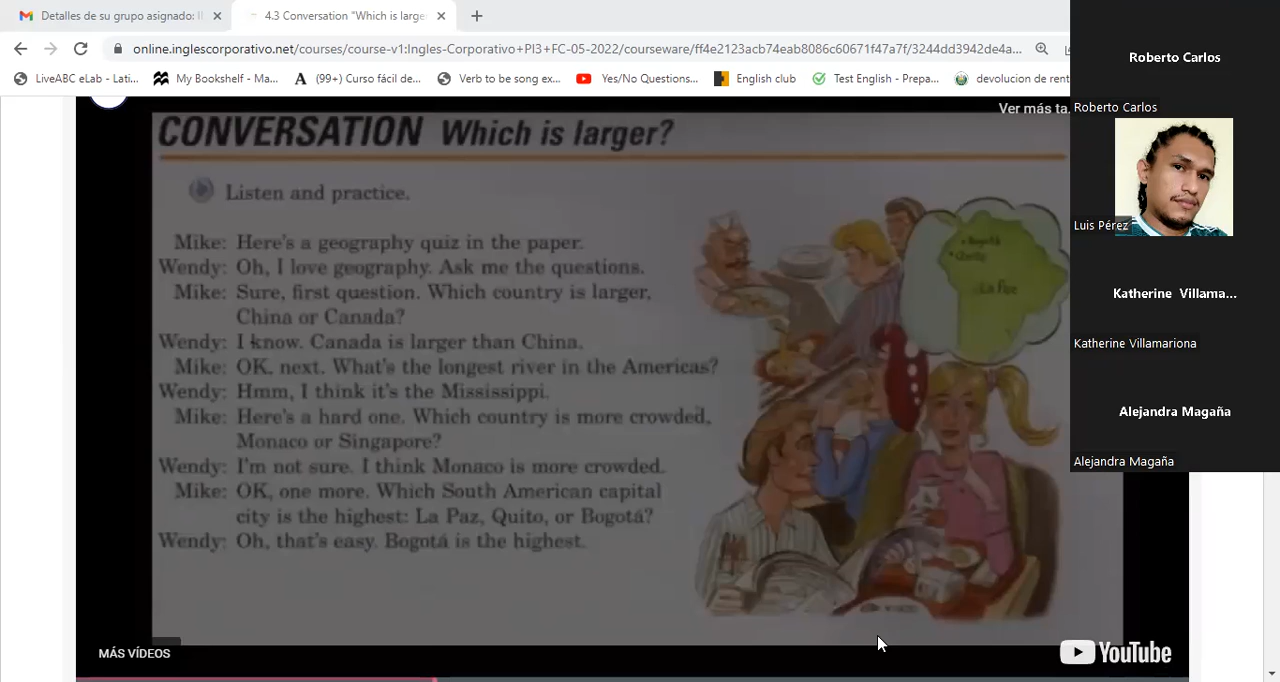 Detalles de su grupo asignado: I
4.3 Conversation "Which is large
online.inglescorporativo.net/courses/course-v1:Ingles-Corporativo+PI3+FC-05-2022/courseware/ff4e2123acb74eab8086c60671f47a7f/3244dd3942de4a...
LiveABC eLab - Lati...
My Bookshelf - Ma...
(99+) Curso fácil de...
Verb to be song ex...
Yes/No Questions...
English club
Test English - Prepa...
devolucion de rent
Ver más ta
CONVERSATION Which is larger?
Listen and practice.
Mike: Here's a geography quiz in the paper.
Wendy: Oh, I love geography. Ask me the questions.
Mike: Sure, first question. Which country is larger,
China or Canada?
Wendy: I know. Canada is larger than China.
Mike: OK, next. What's the longest river in the Americas?
Wendy: Hmm, I think it's the Mississippi.
Mike: Here's a hard one. Which country is more crowded,
Monaco or Singapore?
Wendy: I'm not sure. I think Monaco is more crowded.
Mike: OK, one more. Which South American capital
city is the highest: La Paz, Quito, or Bogotá?
Wendy: Oh, that's easy. Bogotá is the highest.
Bogotá
Quito
La Paz
MÁS VÍDEOS
YouTube
Roberto Carlos
Roberto Carlos
Luis Pérez
Katherine Villama...
Katherine Villamariona
Alejandra Magaña
Alejandra Magaña